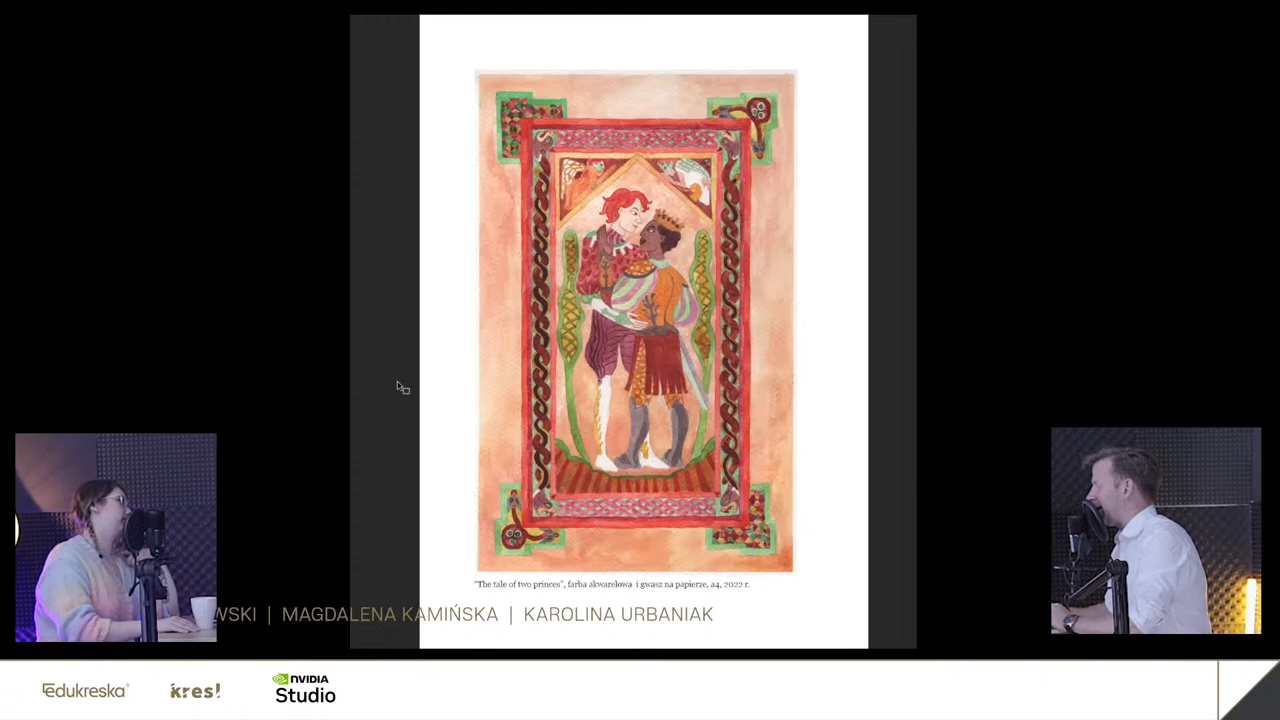 "The tale of two princes", farba akwarelowa i gwasz na papierze, a4, 2022 r.
WSKI | MAGDALENA KAMIŃSKA | KAROLINA URBANIAK
edukreska
kres!
NVIDIA
Studio